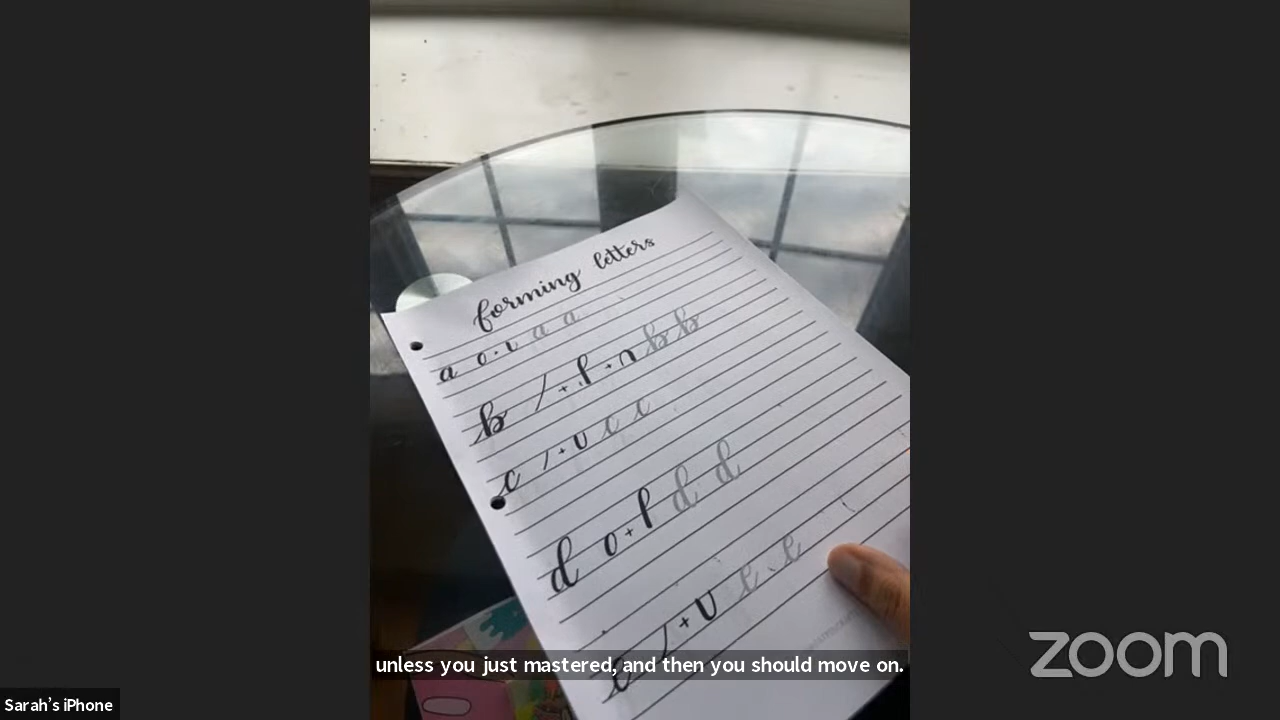 forming letters
a o + ι a a
b / + l + n b b
c / + υ c c
d o + l d d
e / + υ e e
unless you just mastered, and then you should move on.
Sarah's iPhone
zoom